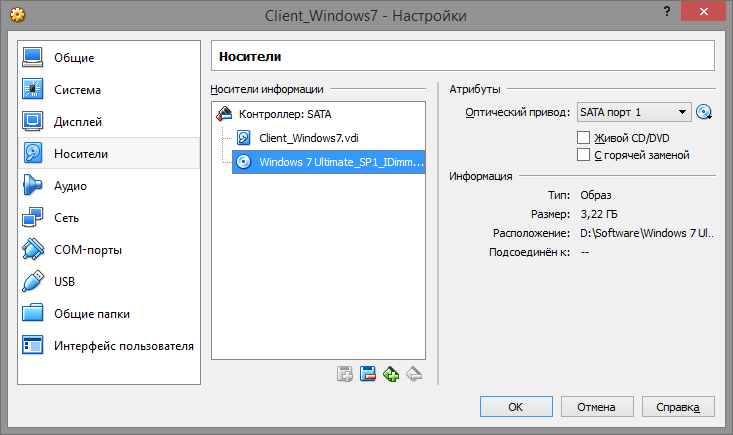 Client_Windows7 - Настройки
?
Общие
Система
Дисплей
Носители
Аудио
Сеть
COM-порты
USB
Общие папки
Интерфейс пользователя
Носители
Носители информации
Контроллер: SATA
Client_Windows7.vdi
Windows 7 Ultimate_SP1_IDimm...
Атрибуты
Оптический привод: SATA порт 1
Живой CD/DVD
С горячей заменой
Информация
Тип: Образ
Размер: 3,22 ГБ
Расположение: D:\Software\Windows 7 Ul...
Подсоединён к: --
OK
Отмена
Справка